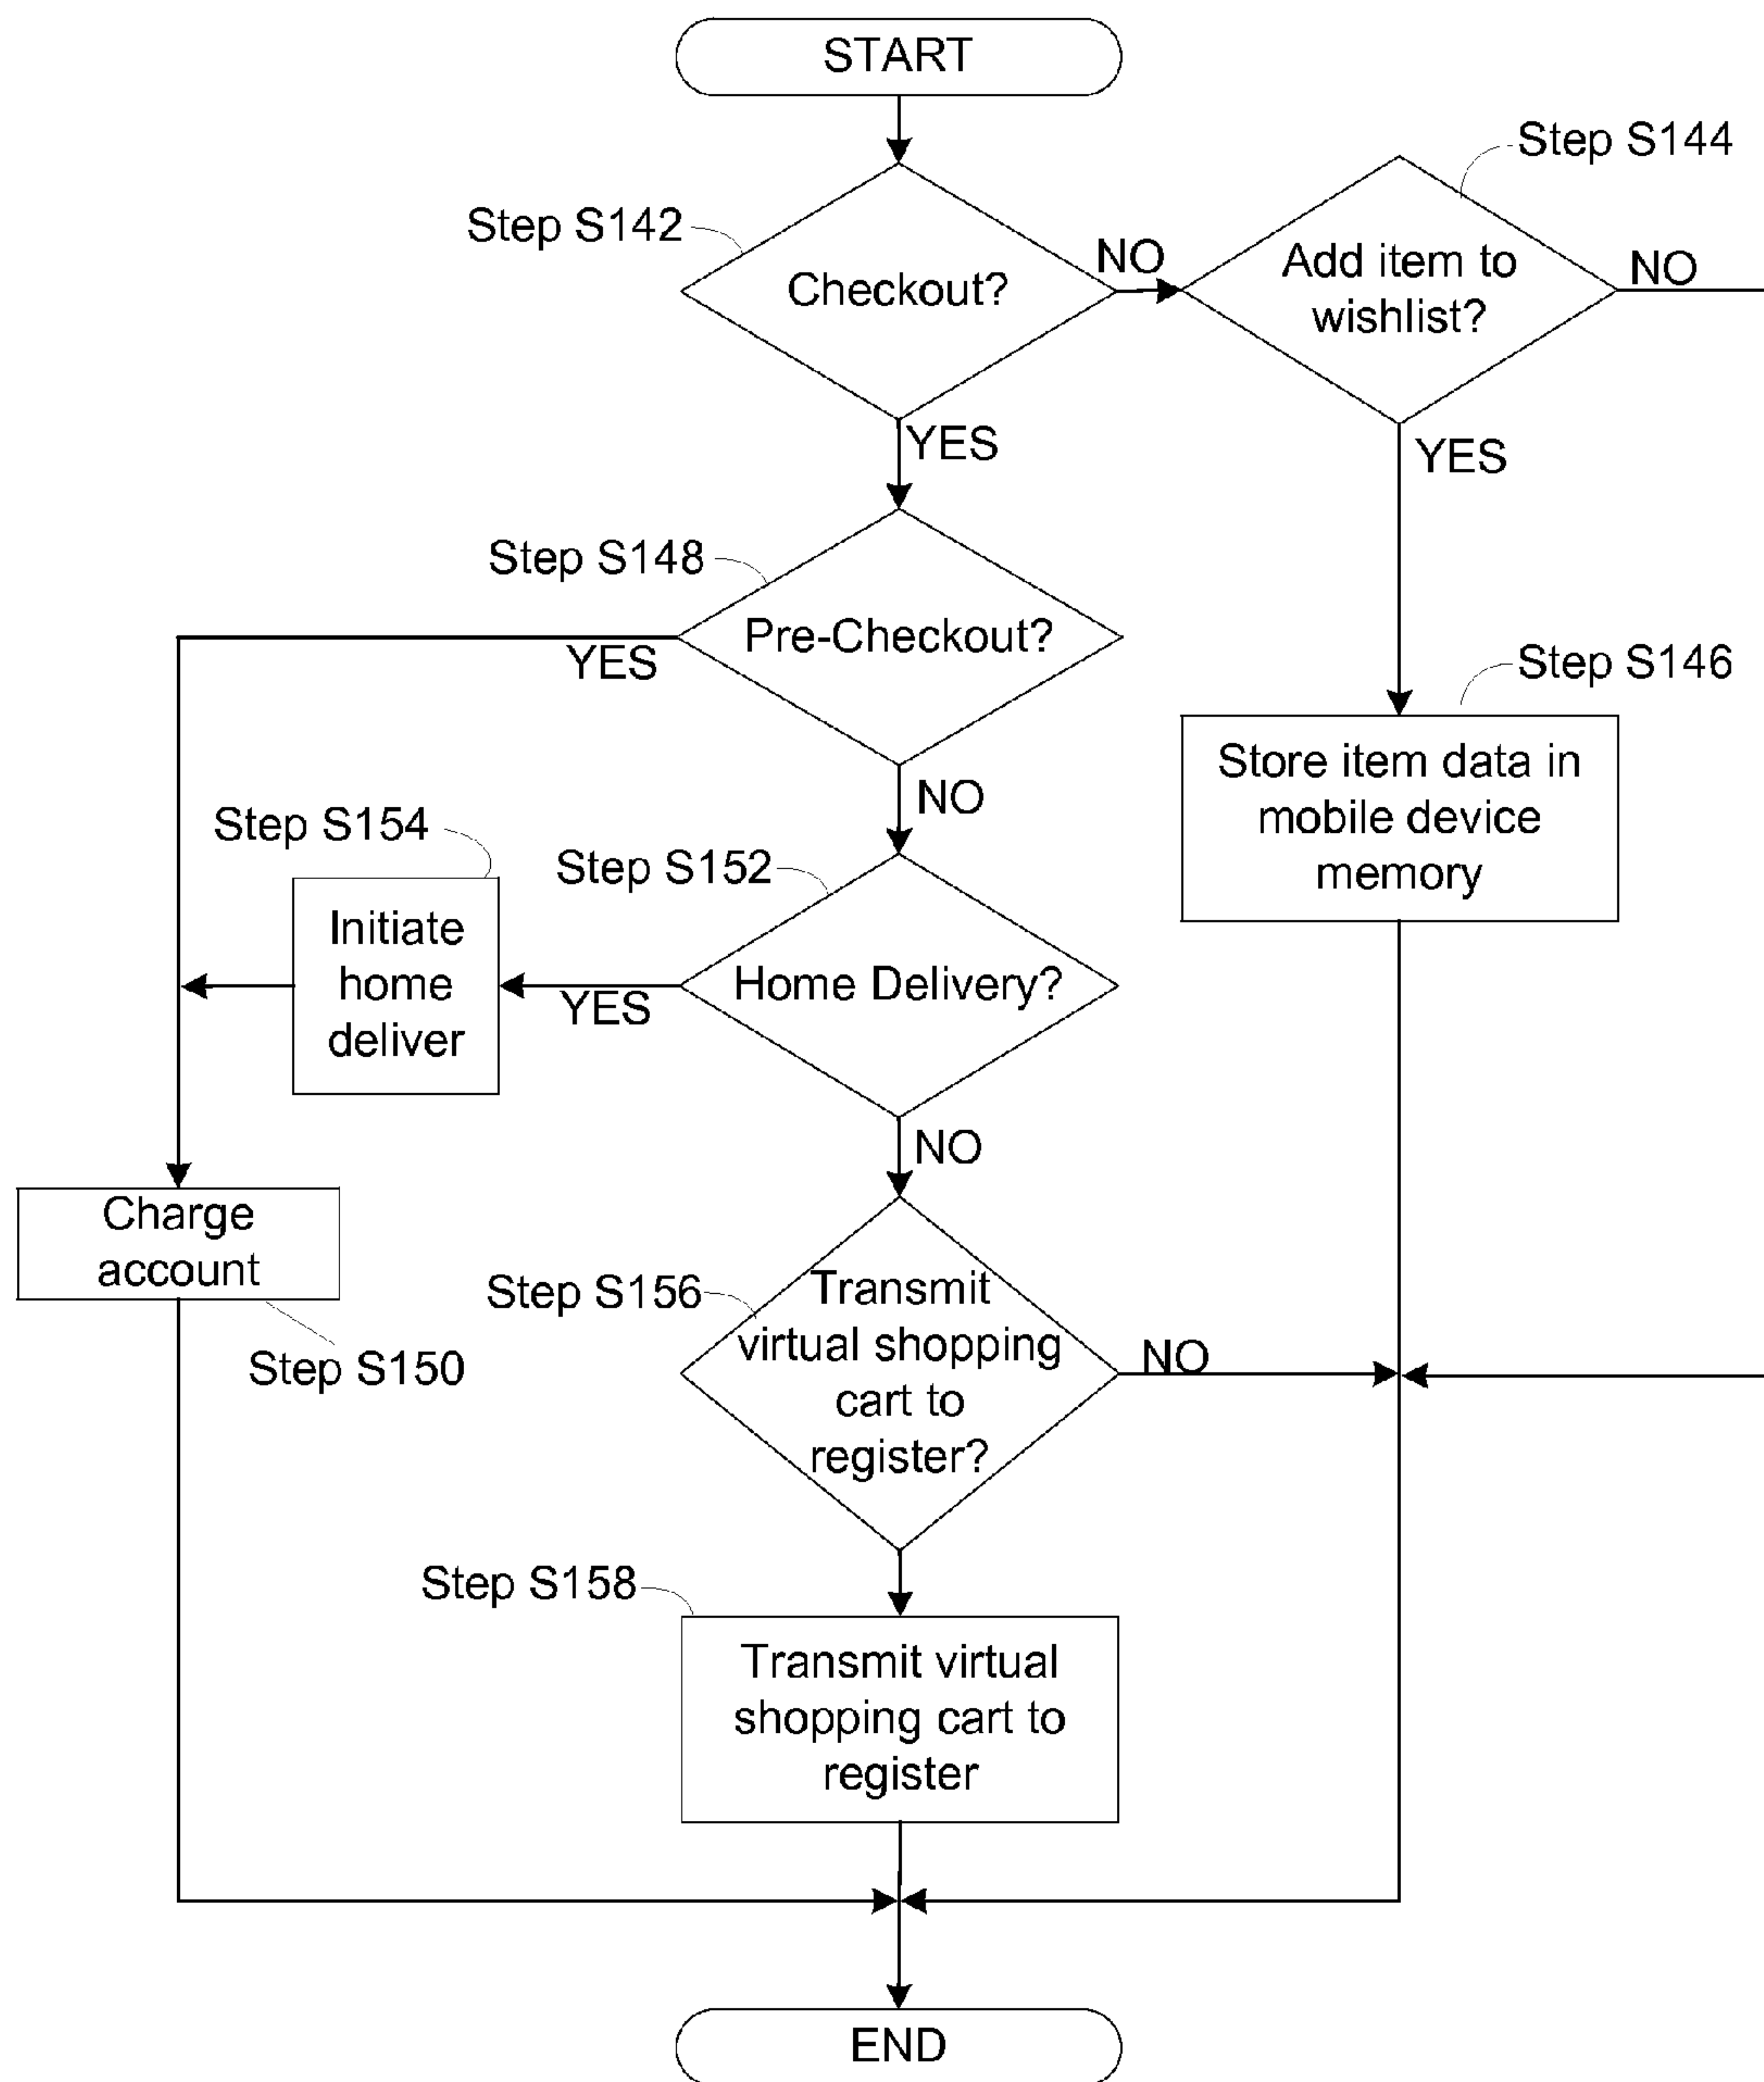 START
Step S144
Step S142
Checkout?
NO
Add item to
wishlist?
NO
YES
YES
Step S148
Pre-Checkout?
YES
Step S146
Store item data in
mobile device
memory
NO
Step S154
Step S152
Initiate
home
deliver
YES
Home Delivery?
NO
Charge
account
Step S150
Step S156
Transmit
virtual shopping
cart to
register?
NO
Step S158
Transmit virtual
shopping cart to
register
END